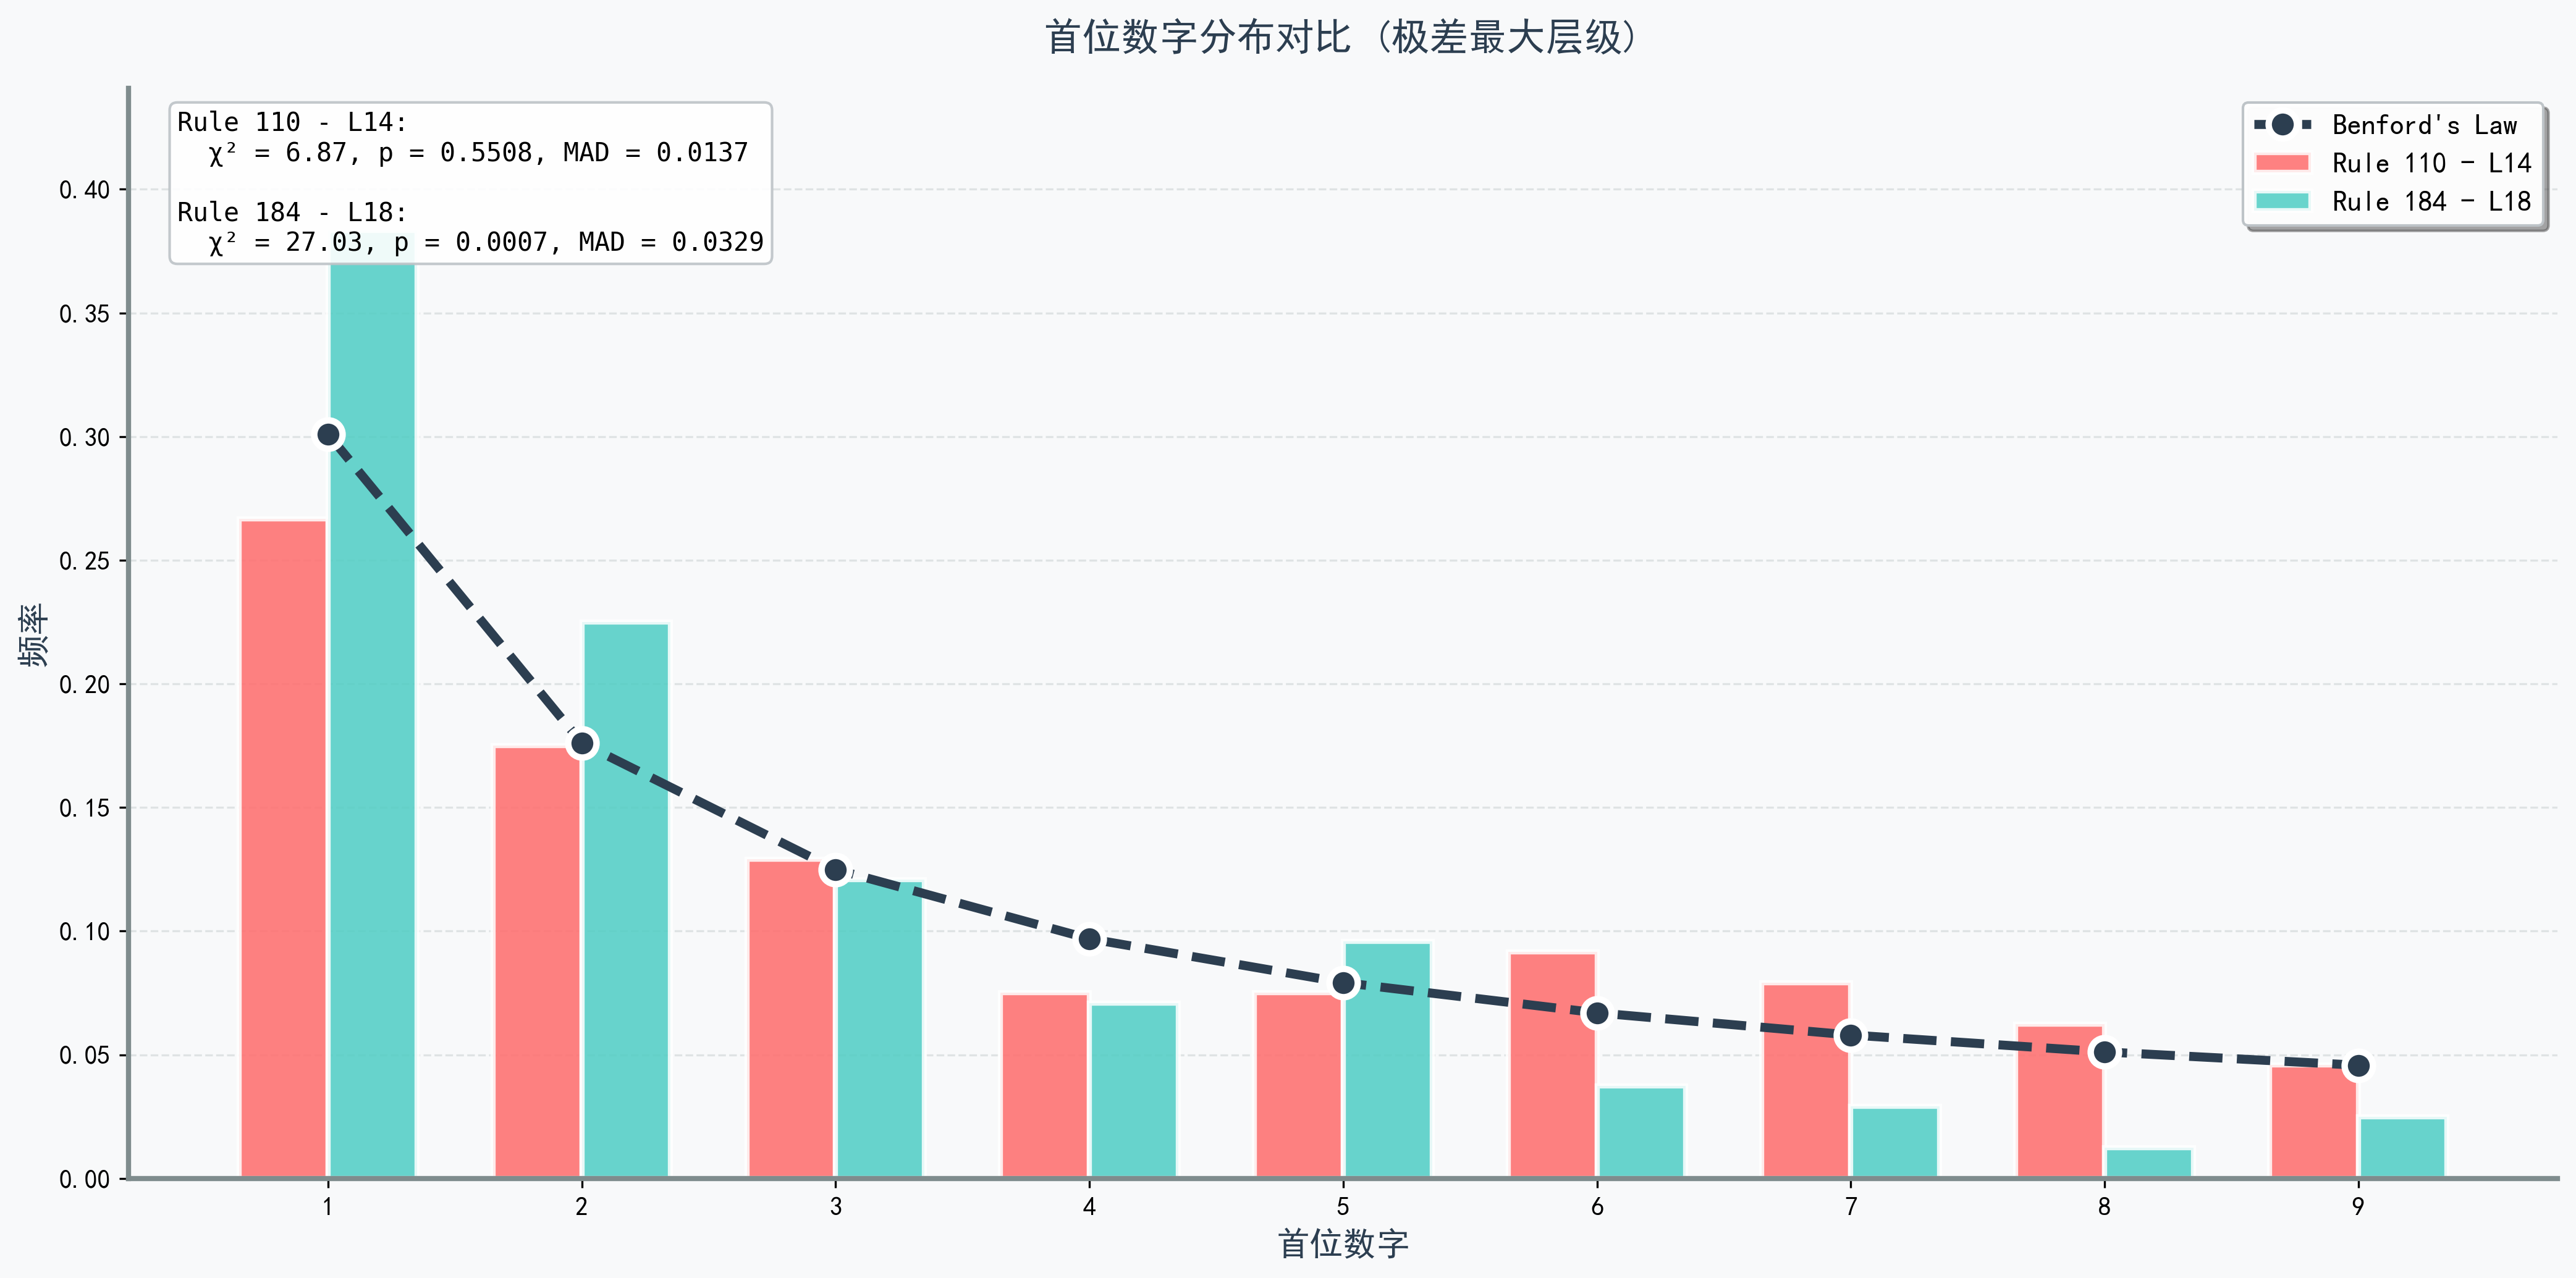 首位数字分布对比（极差最大层级）
Rule 110 - L14:
χ² = 6.87, p = 0.5508, MAD = 0.0137
Rule 184 - L18:
χ² = 27.03, p = 0.0007, MAD = 0.0329
Benford's Law
Rule 110 - L14
Rule 184 - L18
频率
0.40
0.35
0.30
0.25
0.20
0.15
0.10
0.05
0.00
1 2 3 4 5 6 7 8 9
首位数字